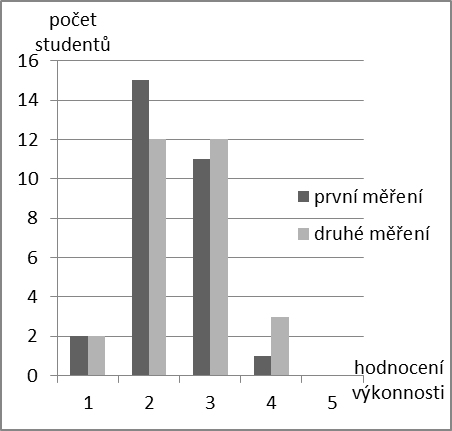 počet
studentů
16
14
12
10
8
6
4
2
0
první měření
druhé měření
1 2 3 4 5
hodnocení
výkonnosti